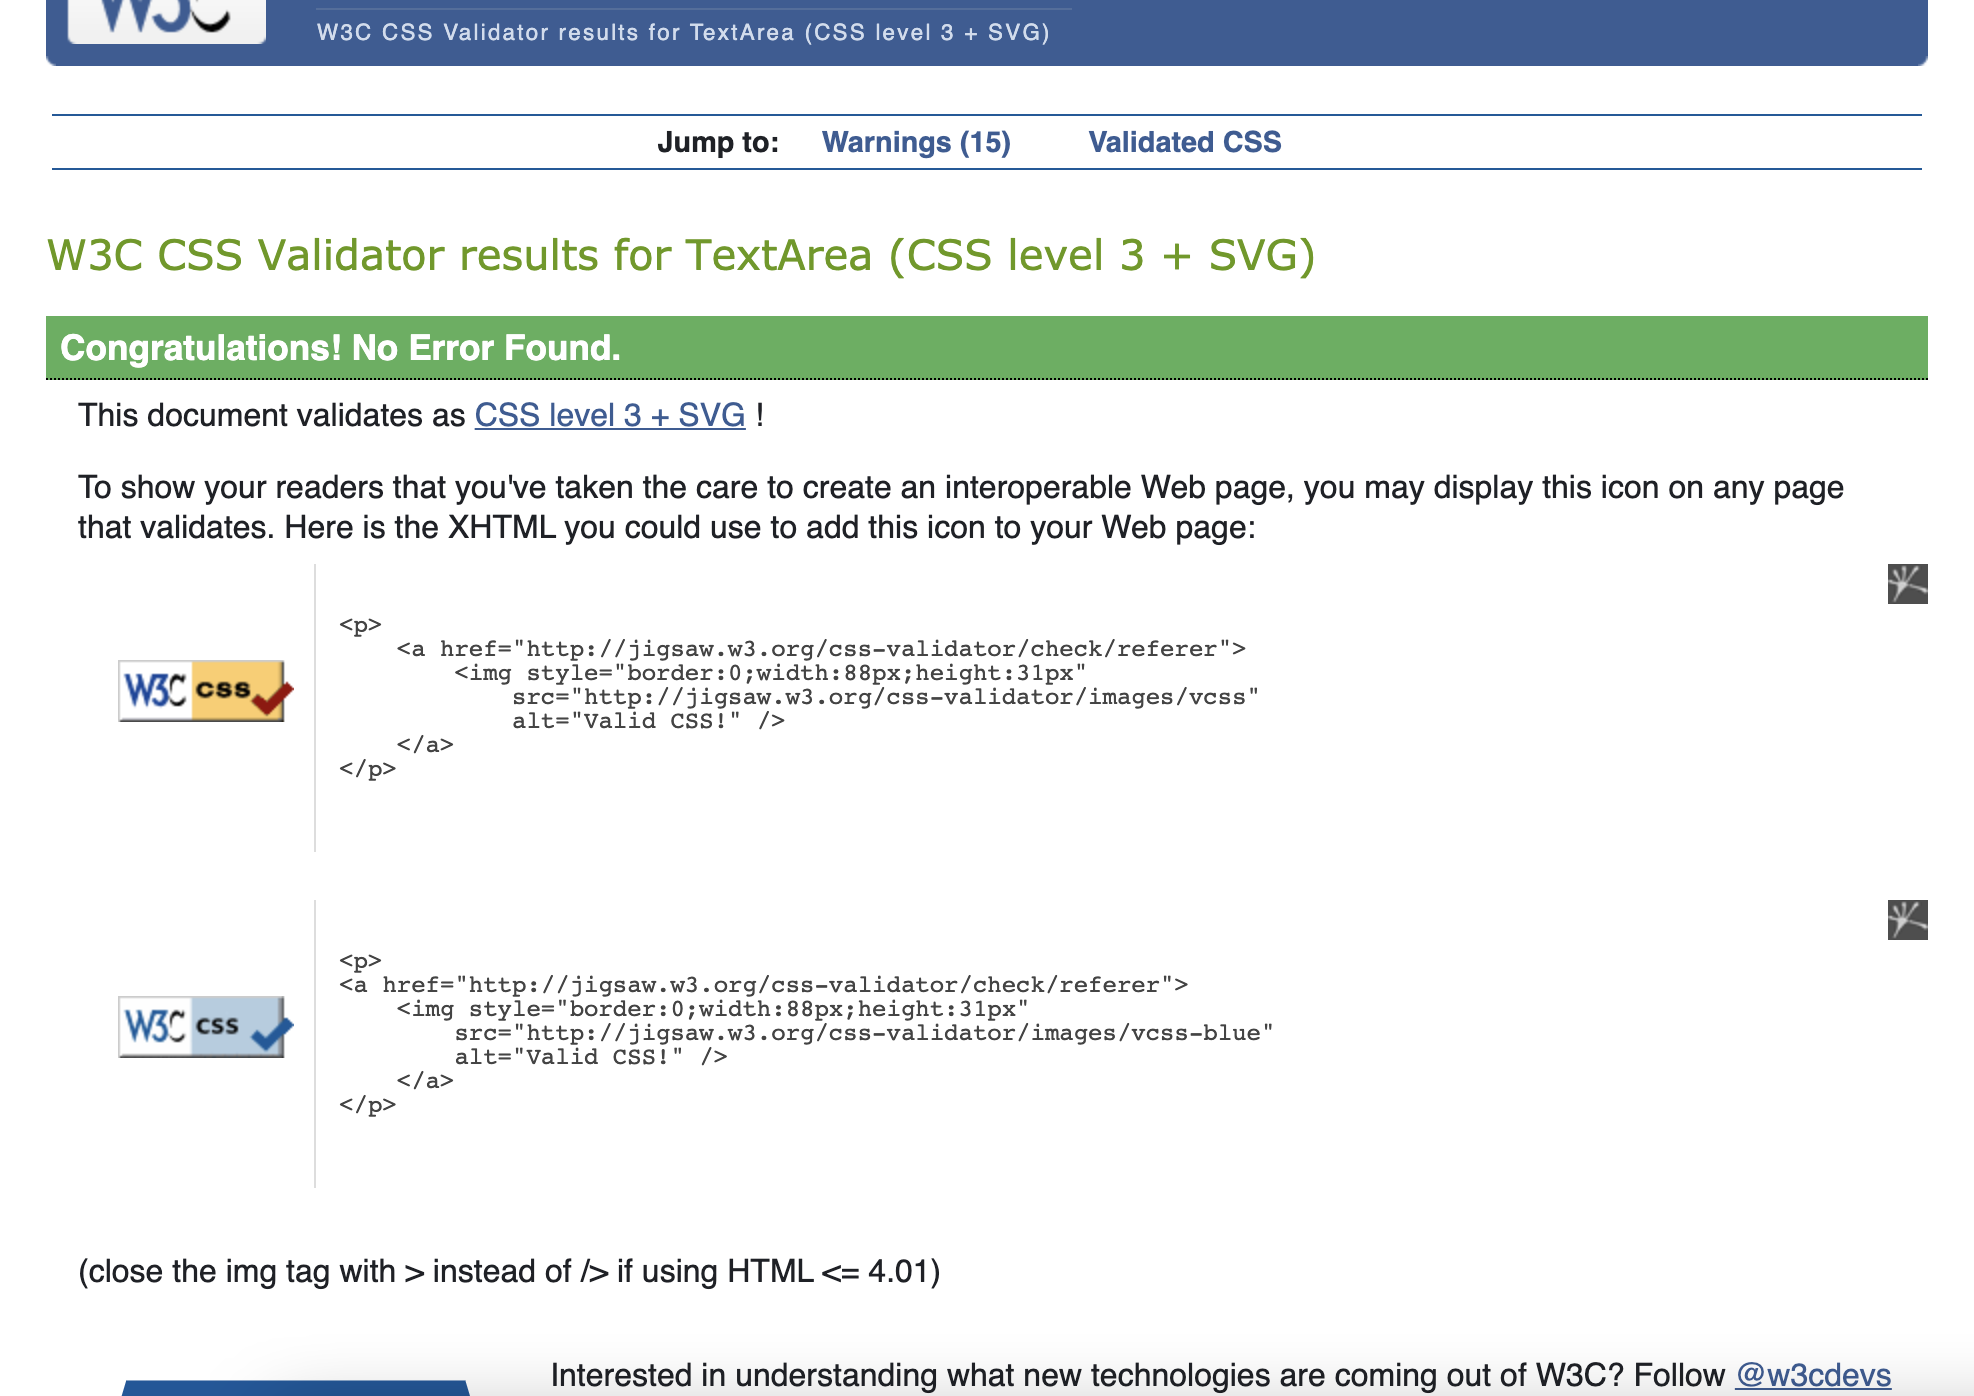 W3C
W3C CSS Validator results for TextArea (CSS level 3 + SVG)
Jump to: Warnings (15) Validated CSS
W3C CSS Validator results for TextArea (CSS level 3 + SVG)
Congratulations! No Error Found.
This document validates as CSS level 3 + SVG !
To show your readers that you've taken the care to create an interoperable Web page, you may display this icon on any page
that validates. Here is the XHTML you could use to add this icon to your Web page:
W3C css
<p>
    <a href="http://jigsaw.w3.org/css-validator/check/referer">
        <img style="border:0;width:88px;height:31px"
            src="http://jigsaw.w3.org/css-validator/images/vcss"
            alt="Valid CSS!" />
    </a>
</p>
W3C css
<p>
<a href="http://jigsaw.w3.org/css-validator/check/referer">
    <img style="border:0;width:88px;height:31px"
        src="http://jigsaw.w3.org/css-validator/images/vcss-blue"
        alt="Valid CSS!" />
    </a>
</p>
(close the img tag with > instead of /> if using HTML <= 4.01)
Interested in understanding what new technologies are coming out of W3C? Follow @w3cdevs